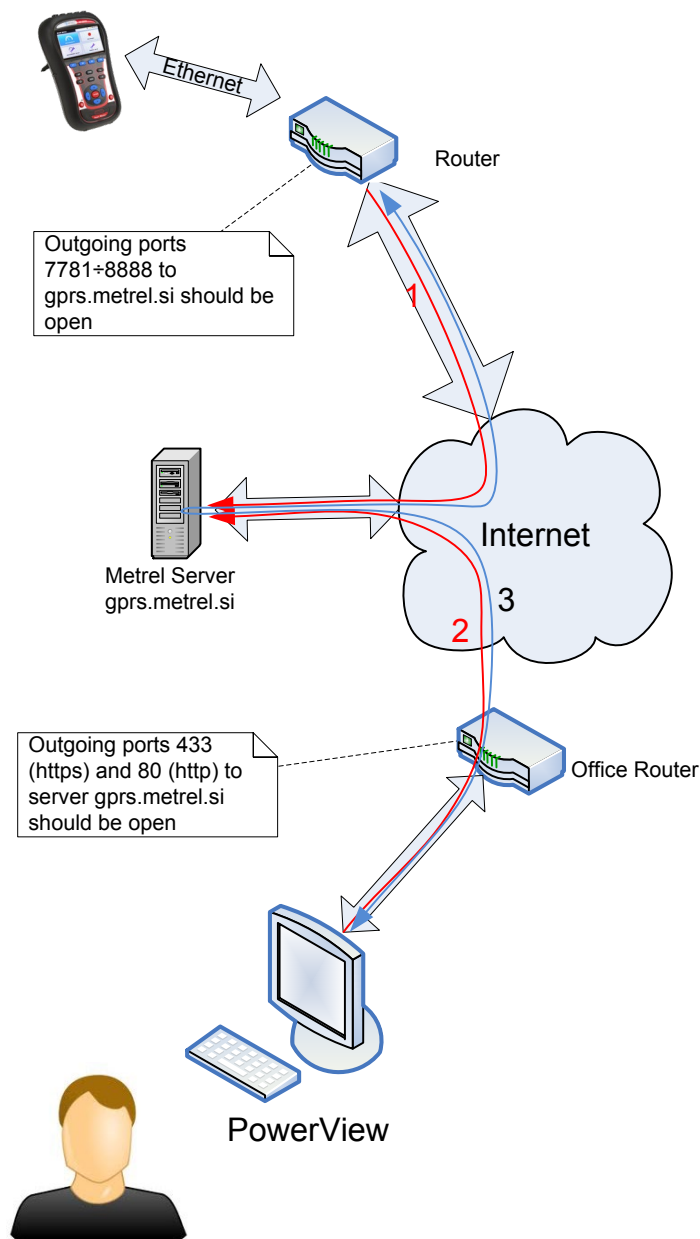 Ethernet
Router
Outgoing ports
7781÷8888 to
gprs.metrel.si should be
open
1
Internet
Metrel Server
gprs.metrel.si
3
2
Outgoing ports 433
(https) and 80 (http) to
server gprs.metrel.si
should be open
Office Router
PowerView